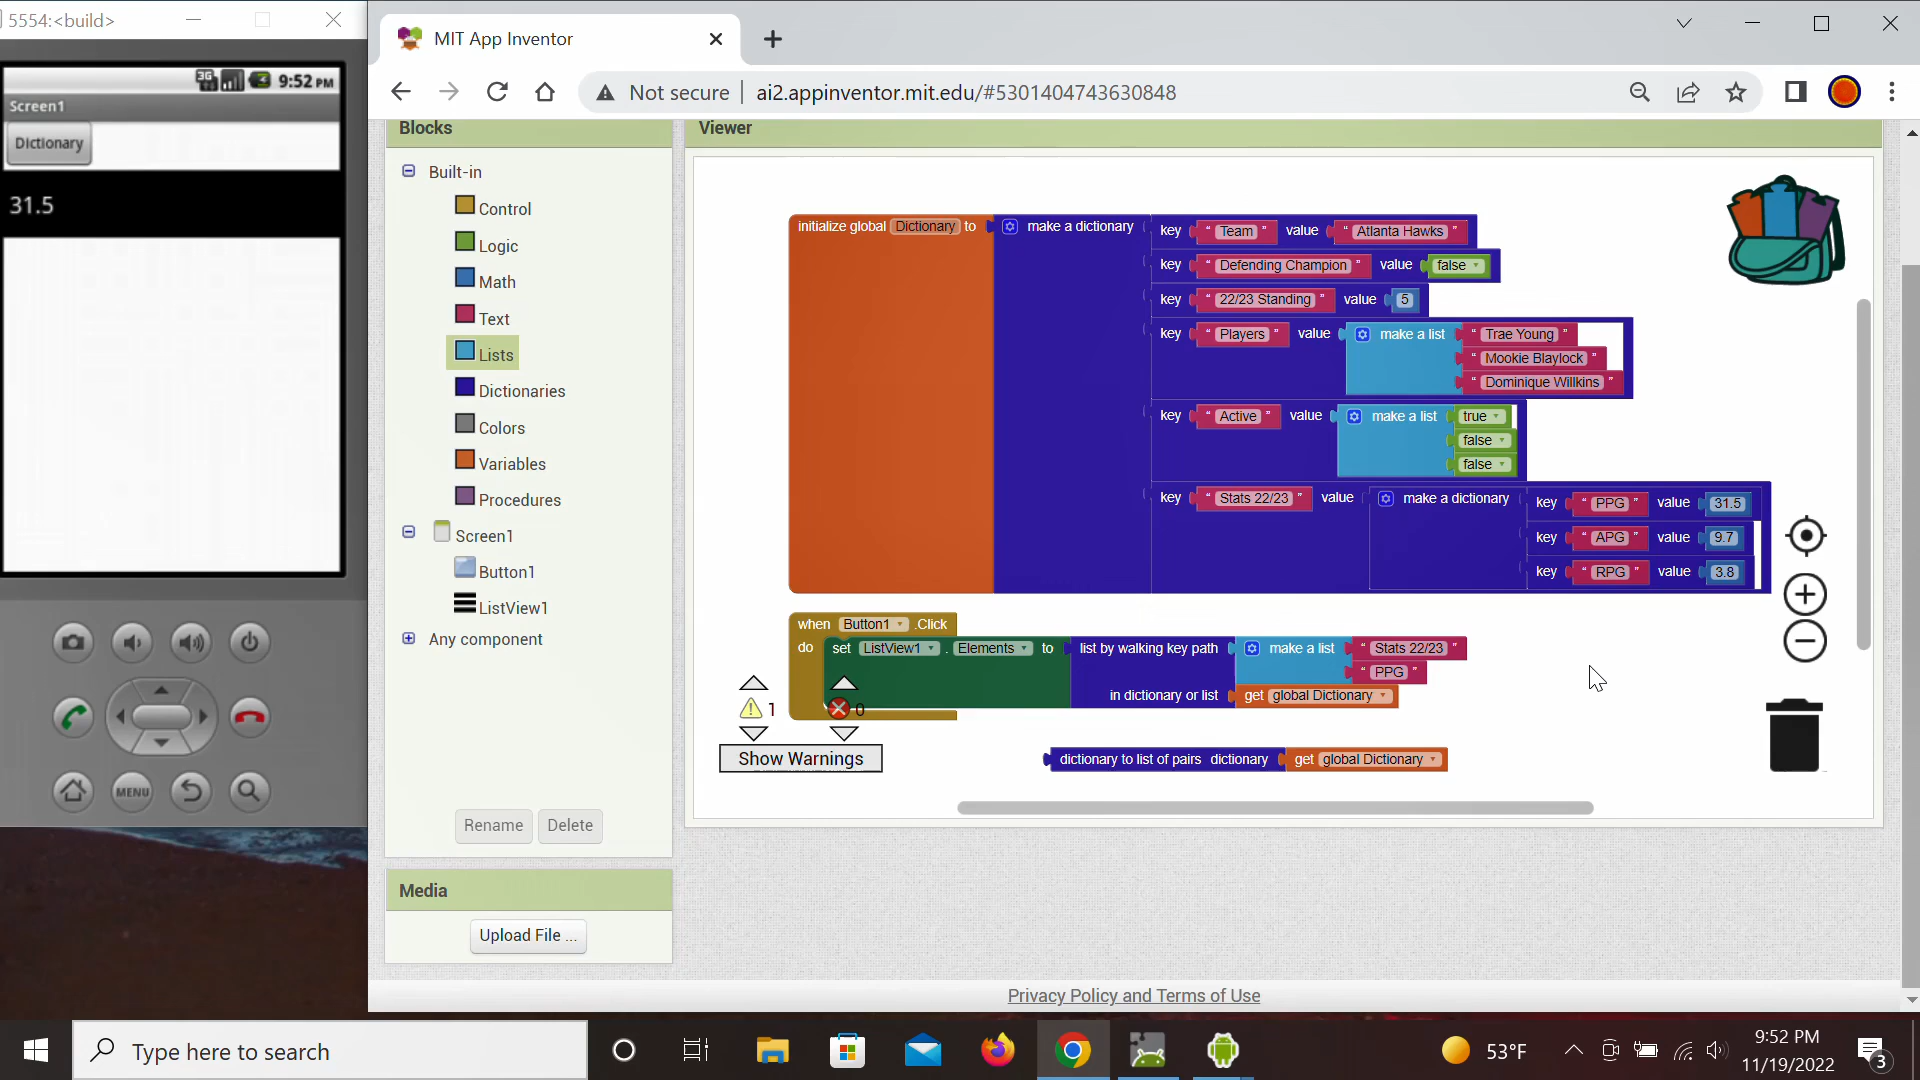 5554:<build>
9:52 PM
Screen1
Dictionary
31.5
MENU
MIT App Inventor
Not secure
ai2.appinventor.mit.edu/#5301404743630848
Blocks
Viewer
Built-in
Control
Logic
Math
Text
Lists
Dictionaries
Colors
Variables
Procedures
Screen1
Button1
ListView1
Any component
Rename
Delete
Media
Upload File ...
initialize global Dictionary to
make a dictionary
key " Team " value " Atlanta Hawks "
key " Defending Champion " value false
key " 22/23 Standing " value 5
key " Players " value make a list " Trae Young "
" Mookie Blaylock "
" Dominique Willkins "
key " Active " value make a list true
false
false
key " Stats 22/23 " value make a dictionary key " PPG " value 31.5
key " APG " value 9.7
key " RPG " value 3.8
when Button1 .Click
do set ListView1 . Elements to list by walking key path make a list " Stats 22/23 "
" PPG "
in dictionary or list get global Dictionary
1
0
Show Warnings
dictionary to list of pairs dictionary get global Dictionary
Privacy Policy and Terms of Use
Type here to search
53°F
9:52 PM
11/19/2022
3